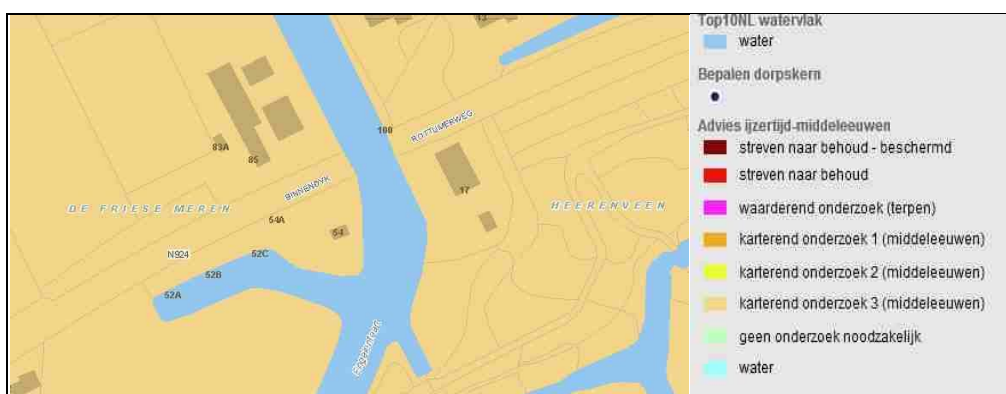 13
100
ROTTUMERWEG
83A
85
17
BINNENDYK
DE FRIESE MEREN
HEERENVEEN
54A
54
N924
52C
52B
52A
Engelenfeart
Top10NL watervlak
water
Bepalen dorpskern
Advies ijzertijd-middeleeuwen
streven naar behoud - beschermd
streven naar behoud
waarderend onderzoek (terpen)
karterend onderzoek 1 (middeleeuwen)
karterend onderzoek 2 (middeleeuwen)
karterend onderzoek 3 (middeleeuwen)
geen onderzoek noodzakelijk
water